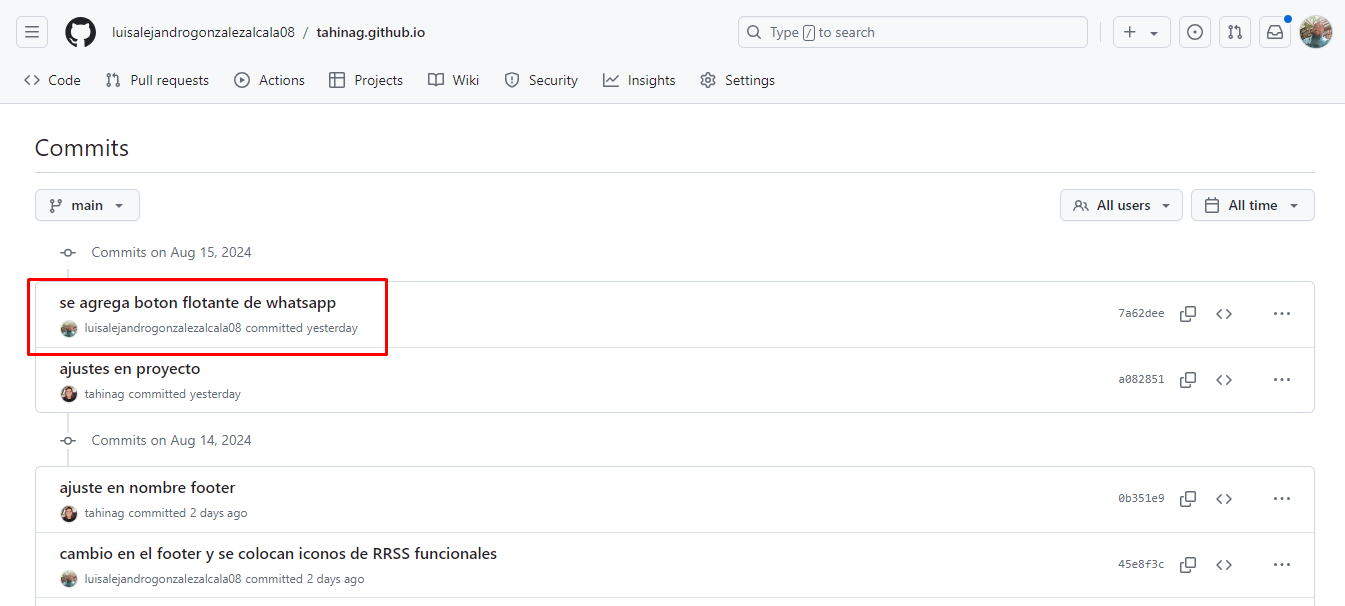 luisalejandrogonzalezalcala08 / tahinag.github.io
Type / to search
Code Pull requests Actions Projects Wiki Security Insights Settings
Commits
main
All users All time
Commits on Aug 15, 2024
se agrega boton flotante de whatsapp
7a62dee
luisalejandrogonzalezalcala08 committed yesterday
ajustes en proyecto
a082851
tahinag committed yesterday
Commits on Aug 14, 2024
ajuste en nombre footer
0b351e9
tahinag committed 2 days ago
cambio en el footer y se colocan iconos de RRSS funcionales
45e8f3c
luisalejandrogonzalezalcala08 committed 2 days ago